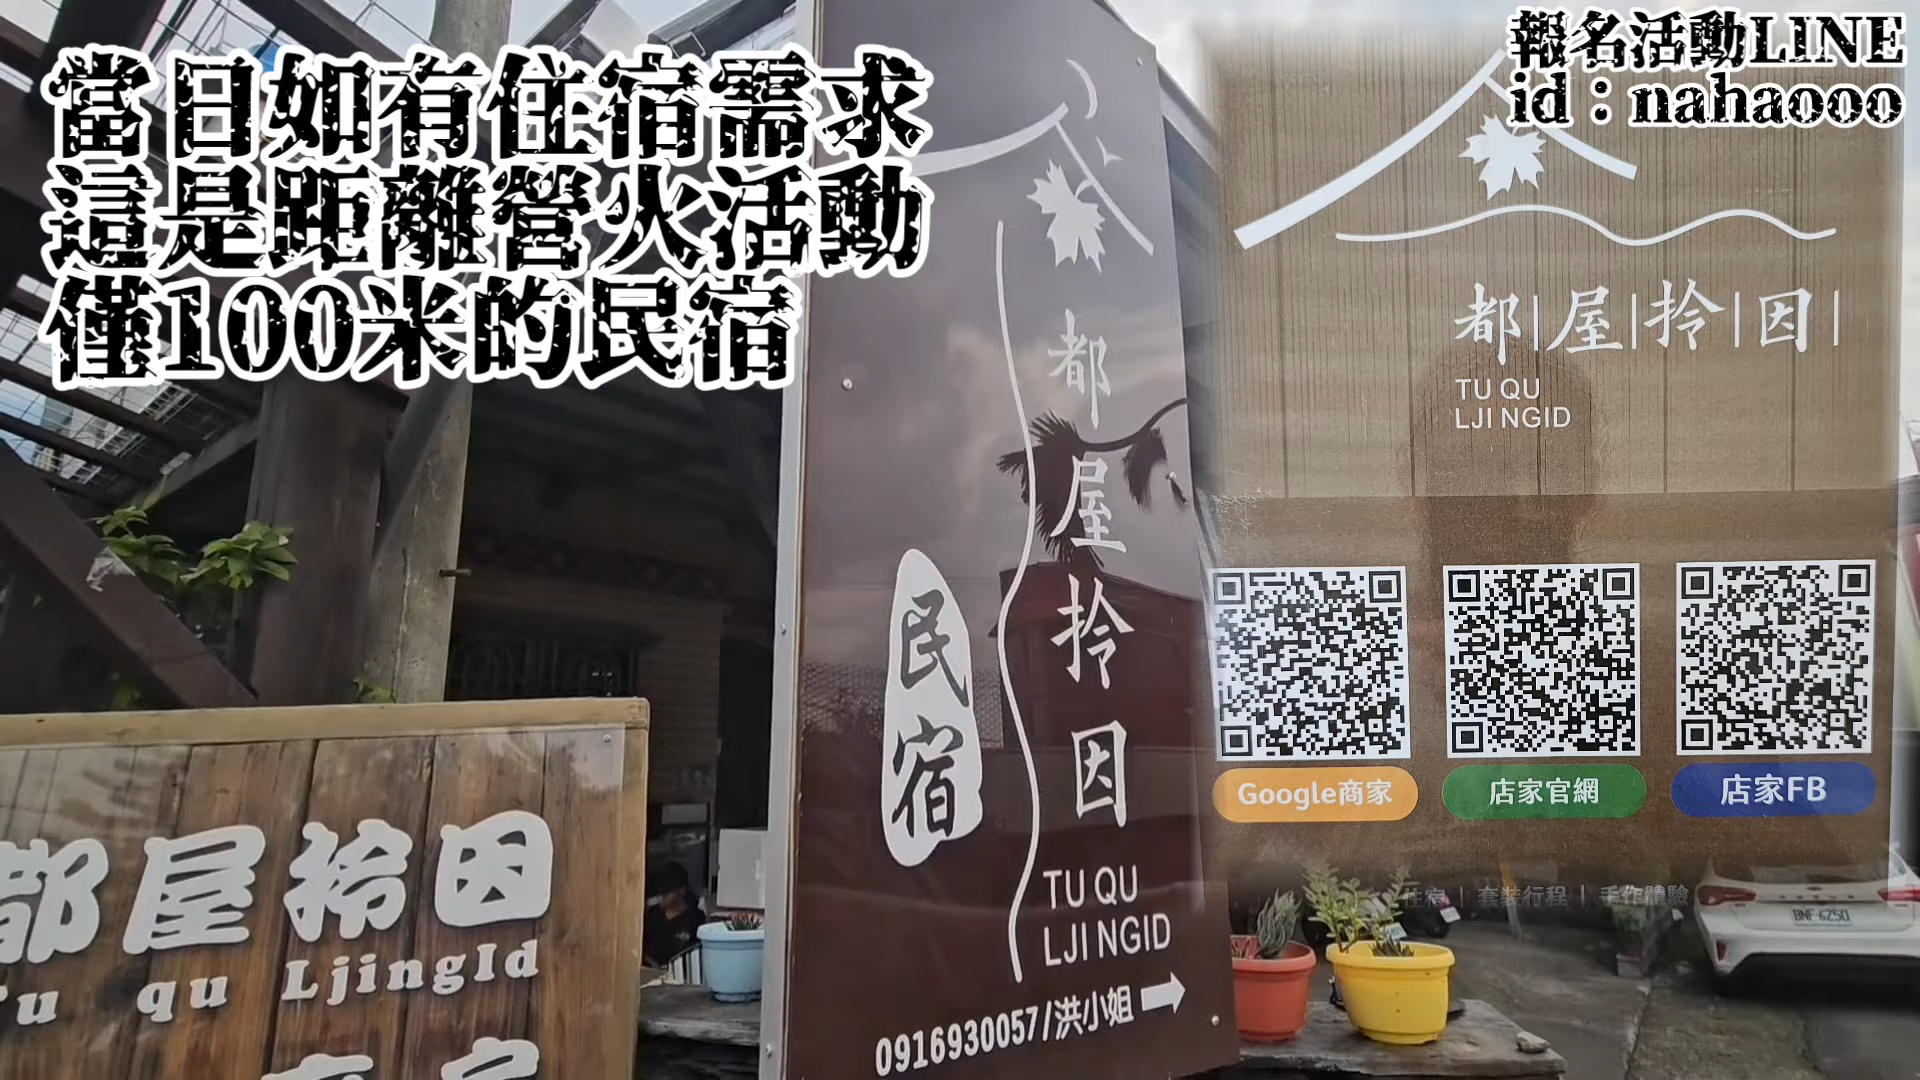 當日如有住宿需求
這是距離營火活動
僅100米的民宿
報名活動LINE
id：nahaooo
都屋拎因
民宿
TU QU
LJI NGID
0916930057/洪小姐
都|屋|拎|因|
TU QU
LJI NGID
Google商家
店家官網
店家FB
住宿 | 套裝行程 | 手作體驗
都屋拎因
Tu qu LjingId